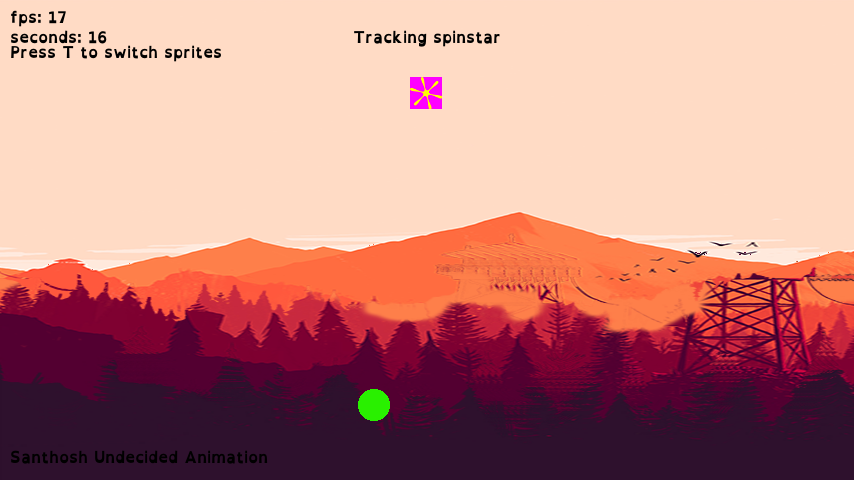 fps: 17
seconds: 16
Press T to switch sprites
Tracking spinstar
Santhosh Undecided Animation